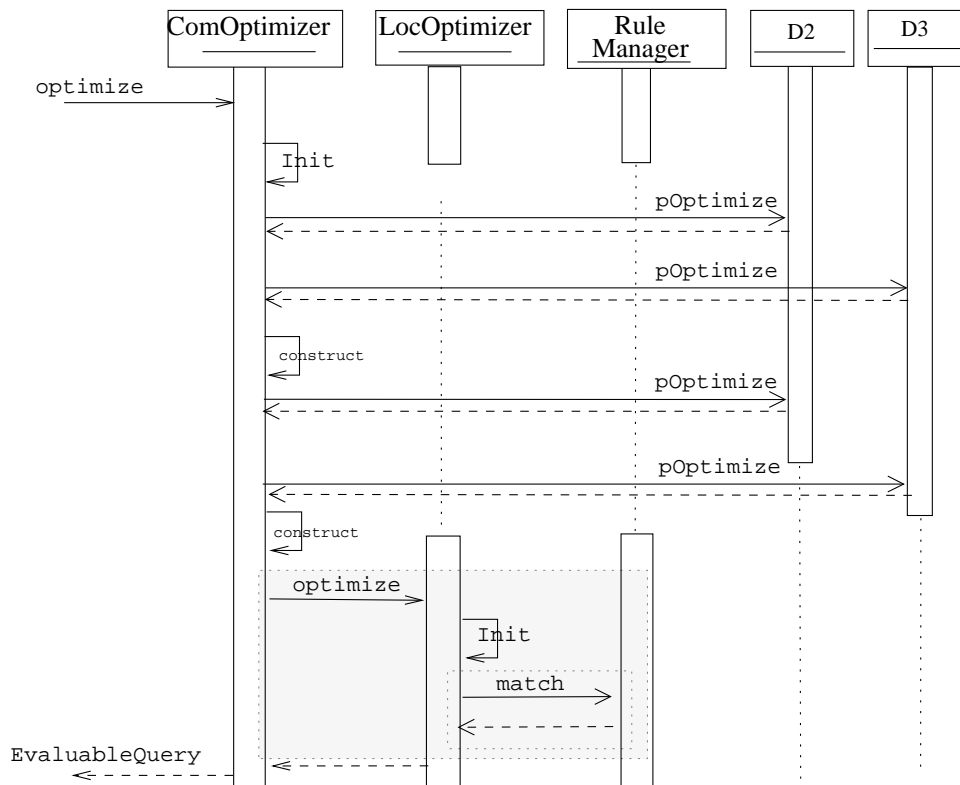 ComOptimizer
LocOptimizer
Rule
Manager
D2
D3
optimize
Init
pOptimize
pOptimize
construct
pOptimize
pOptimize
construct
optimize
Init
match
EvaluableQuery